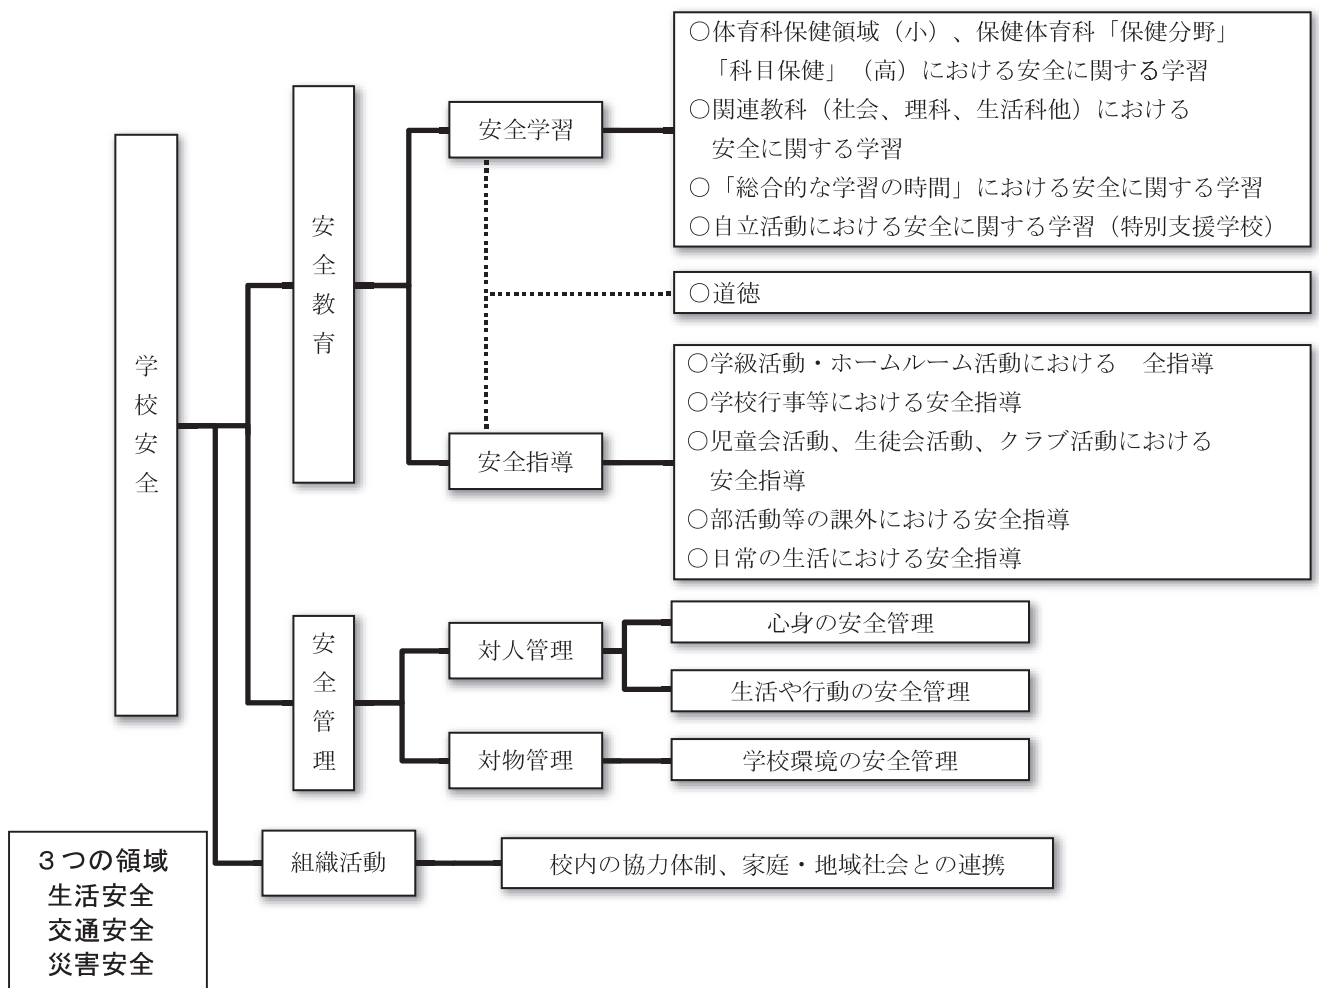 学校安全
安全教育
安全学習
○体育科保健領域（小）、保健体育科「保健分野」
「科目保健」（高）における安全に関する学習
○関連教科（社会、理科、生活科他）における
安全に関する学習
○「総合的な学習の時間」における安全に関する学習
○自立活動における安全に関する学習（特別支援学校）
○道徳
安全指導
○学級活動・ホームルーム活動における　全指導
○学校行事等における安全指導
○児童会活動、生徒会活動、クラブ活動における
安全指導
○部活動等の課外における安全指導
○日常の生活における安全指導
安全管理
対人管理
心身の安全管理
生活や行動の安全管理
対物管理
学校環境の安全管理
組織活動
校内の協力体制、家庭・地域社会との連携
３つの領域
生活安全
交通安全
災害安全